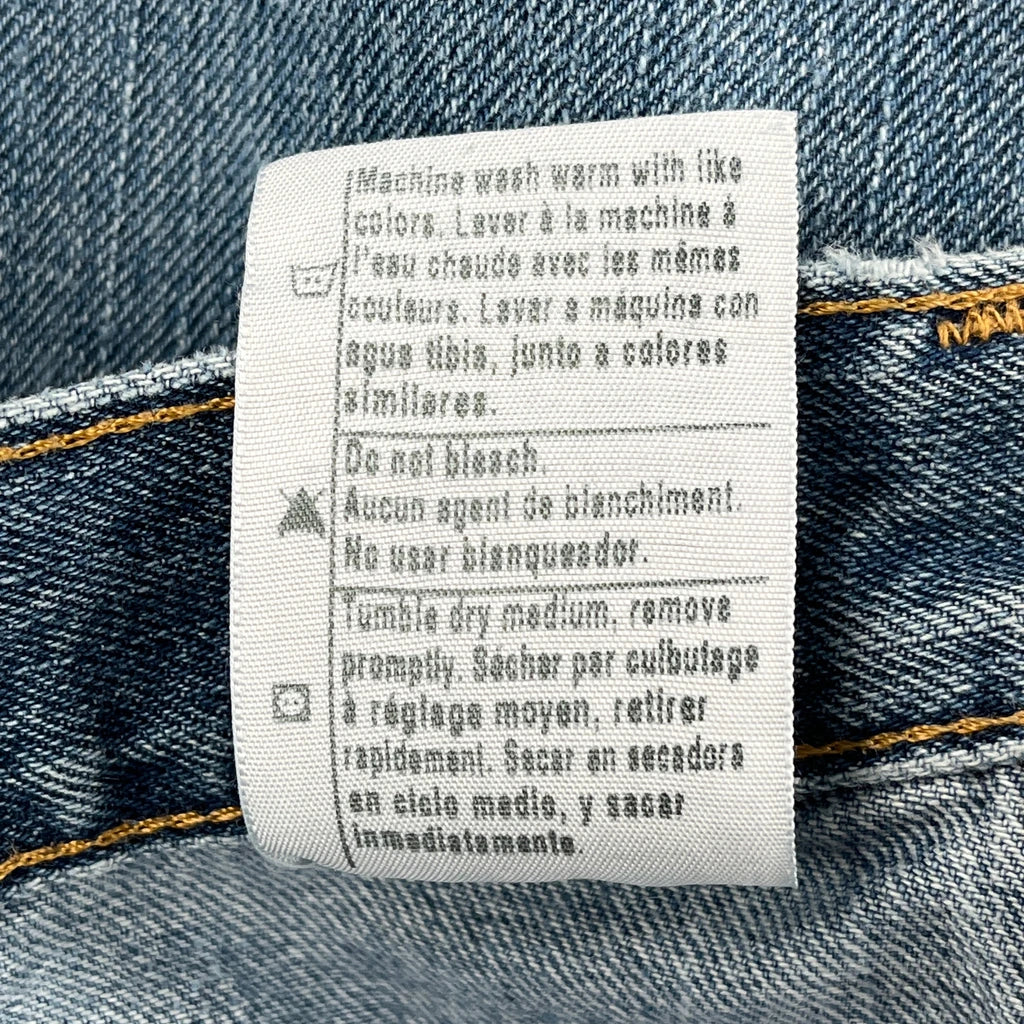 Machine wash warm with like
colors. Laver à la machine à
l'eau chaude avec les mêmes
couleurs. Lavar a máquina con
agua tibia, junto a colores
similares.
Do not bleach.
Aucun agent de blanchiment.
No usar blanqueador.
Tumble dry medium, remove
promptly. Sécher par culbutage
à réglage moyen, retirer
rapidement. Secar en secadora
en ciclo medio, y sacar
inmediatamente.